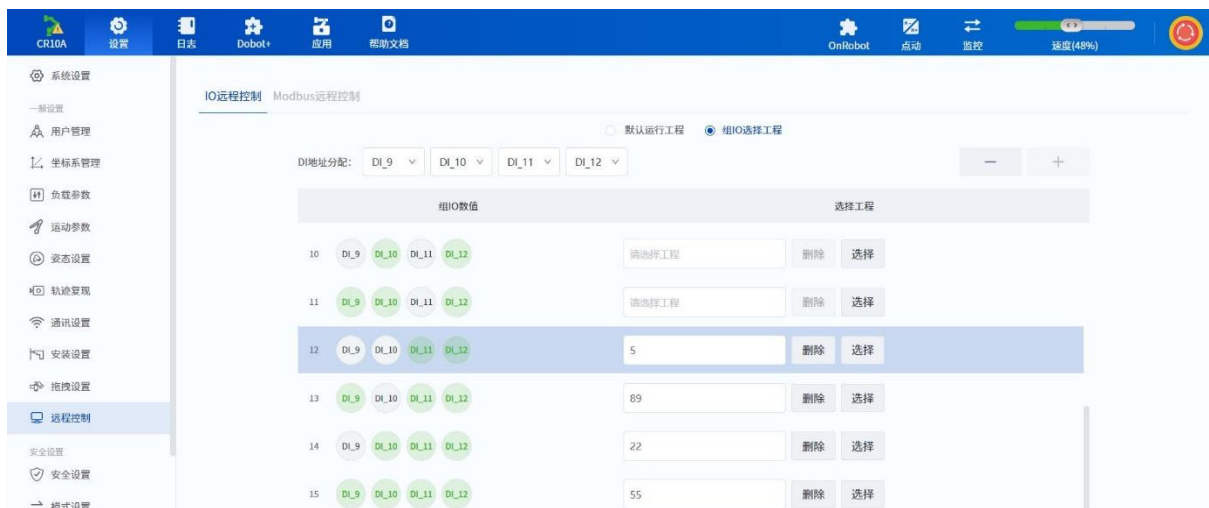 CR10A 设置 日志 Dobot+ 应用 帮助文档 OnRobot 点动 监控 速度(48%)
系统设置
一般设置
用户管理
坐标系管理
负载参数
运动参数
姿态设置
轨迹复现
通讯设置
安装设置
拖拽设置
远程控制
安全设置
安全设置
模式设置
IO远程控制 Modbus远程控制
默认运行工程 组IO选择工程
DI地址分配: DI_9 DI_10 DI_11 DI_12 − +
组IO数值 选择工程
10 DI_9 DI_10 DI_11 DI_12 请选择工程 删除 选择
11 DI_9 DI_10 DI_11 DI_12 请选择工程 删除 选择
12 DI_9 DI_10 DI_11 DI_12 5 删除 选择
13 DI_9 DI_10 DI_11 DI_12 89 删除 选择
14 DI_9 DI_10 DI_11 DI_12 22 删除 选择
15 DI_9 DI_10 DI_11 DI_12 55 删除 选择